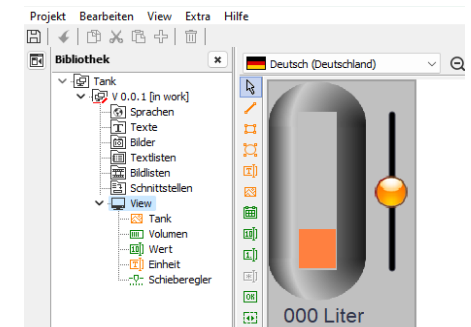 Projekt Bearbeiten View Extra Hilfe
Bibliothek
Deutsch (Deutschland)
Tank
V 0.0.1 [in work]
Sprachen
Texte
Bilder
Textlisten
Bildlisten
Schnittstellen
View
Tank
Volumen
Wert
Einheit
Schieberegler
000 Liter